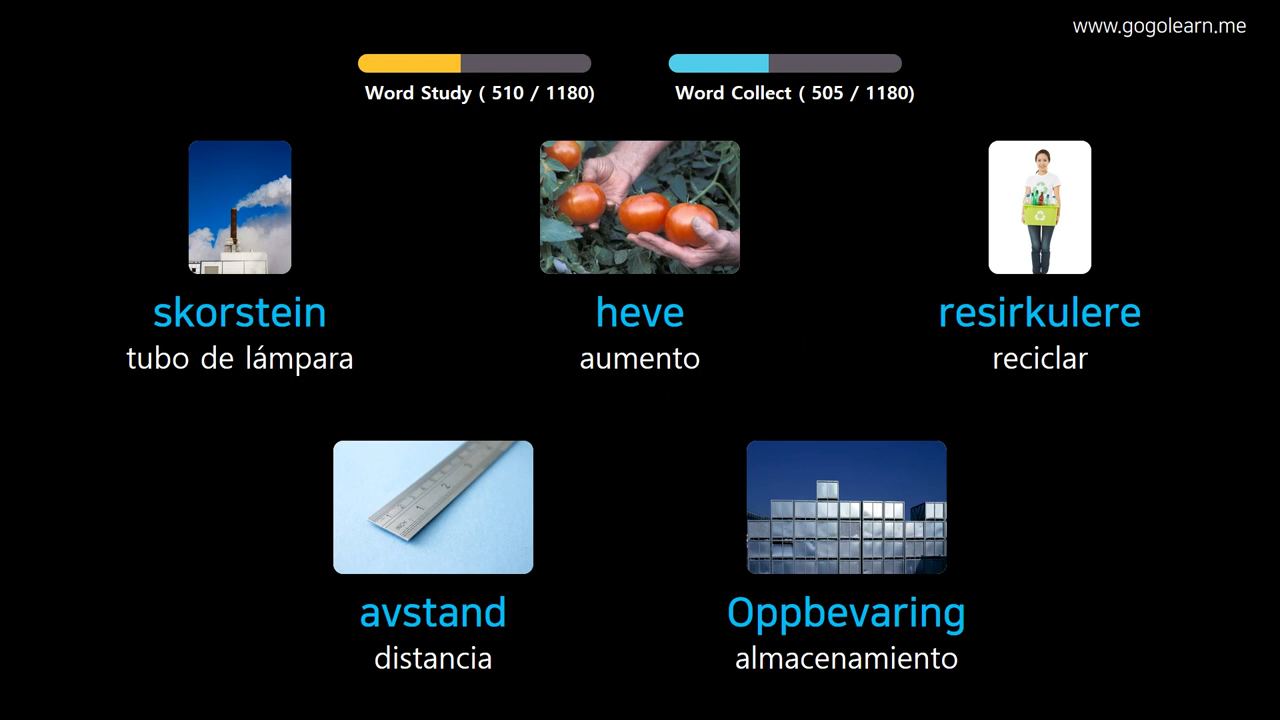 www.gogolearn.me
Word Study ( 510 / 1180)
Word Collect ( 505 / 1180)
skorstein
tubo de lámpara
heve
aumento
resirkulere
reciclar
avstand
distancia
Oppbevaring
almacenamiento